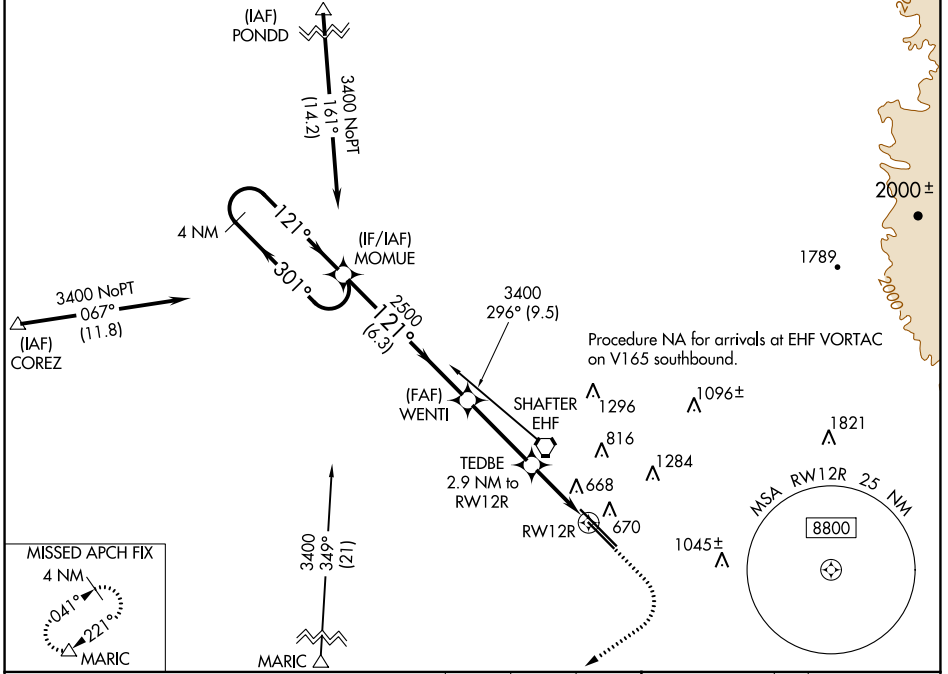 (IAF)
PONDD
3400 NoPT
161°
(14.2)
2000±
4 NM
121°
301°
(IF/IAF)
MOMUE
1789
2000
3400 NoPT
067°
(11.8)
(IAF)
COREZ
2500
121°
(6.3)
3400
296° (9.5)
Procedure NA for arrivals at EHF VORTAC
on V165 southbound.
(FAF)
WENTI
SHAFTER
EHF
1296
1096±
816
1821
TEDBE
2.9 NM to
RW12R
1284
668
670
RW12R
1045±
MSA RW12R 25 NM
8800
3400
349°
(21)
MARIC
MISSED APCH FIX
4 NM
041°
221°
MARIC